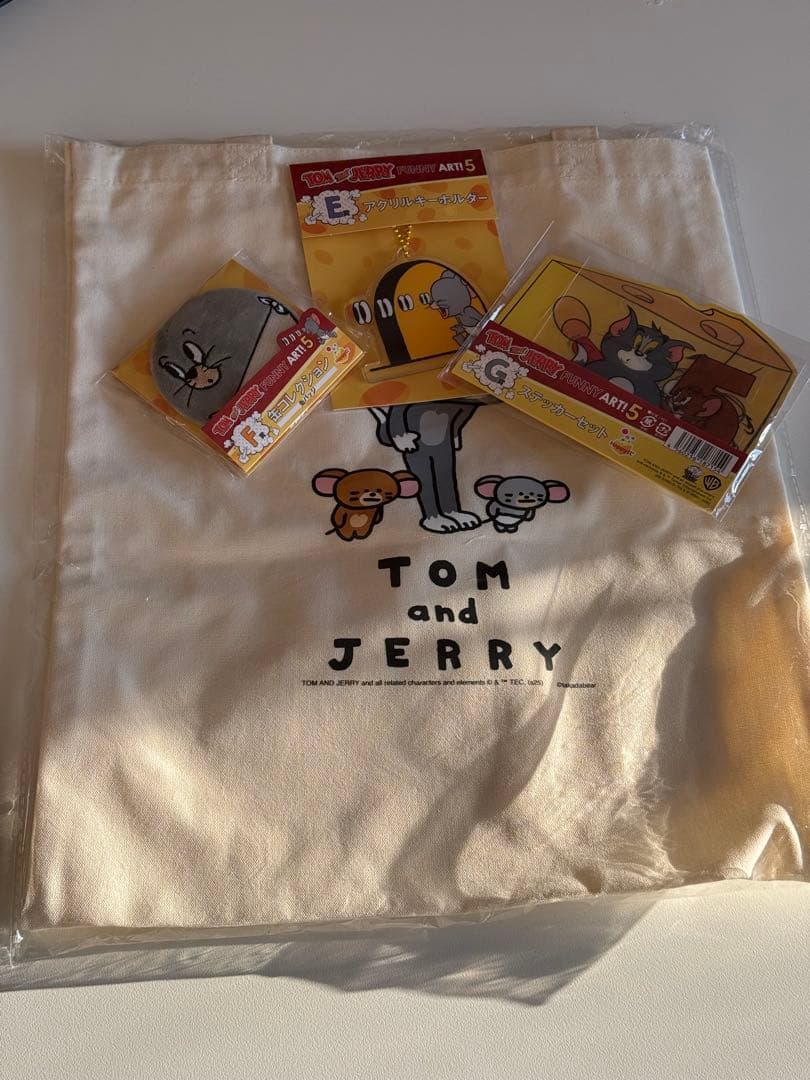 TOM and JERRY FUNNY ART! 5
E.
アクリルキーホルダー
TOM and JERRY FUNNY ART! 5
F.
缶コレクション
TOM and JERRY FUNNY ART! 5
G
ステッカーセット
TOM
and
JERRY
TOM AND JERRY and all related characters and elements © & ™ T.E.C. (s25) ©takadabear
WB